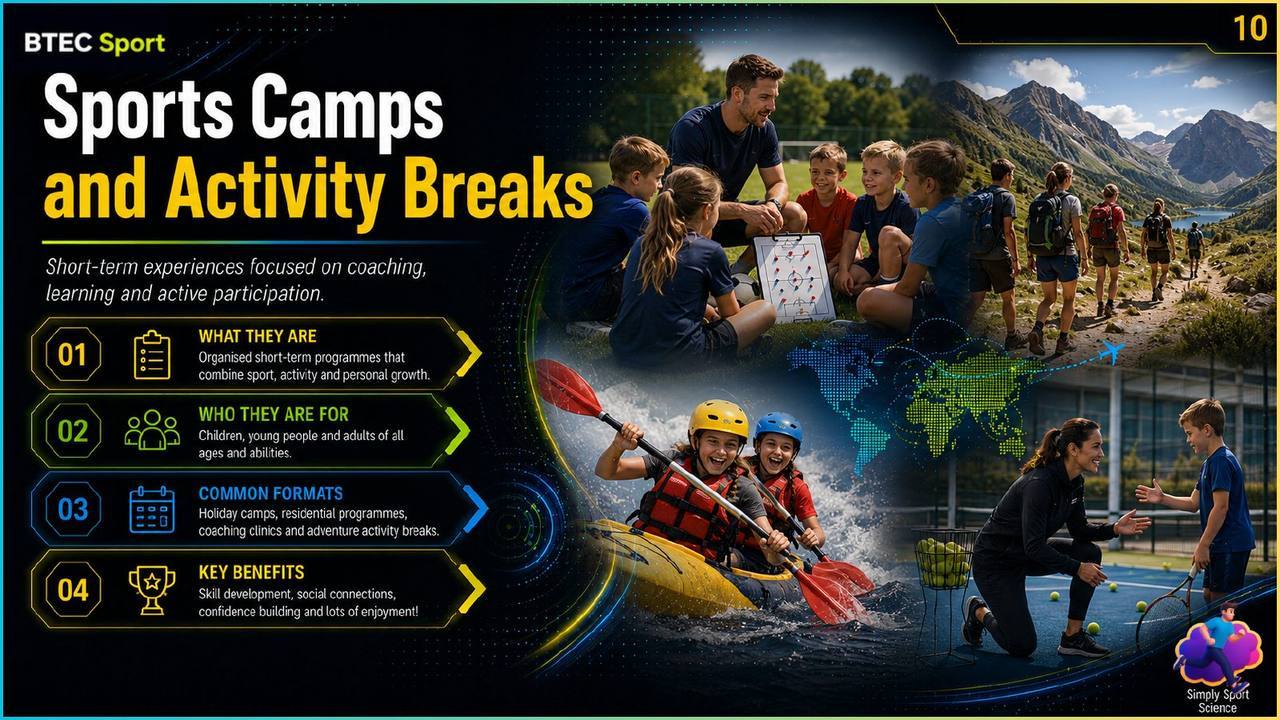 BTEC Sport
10
Sports Camps
and Activity Breaks
Short-term experiences focused on coaching,
learning and active participation.
01
WHAT THEY ARE
Organised short-term programmes that
combine sport, activity and personal growth.
02
WHO THEY ARE FOR
Children, young people and adults of all
ages and abilities.
03
COMMON FORMATS
Holiday camps, residential programmes,
coaching clinics and adventure activity breaks.
04
KEY BENEFITS
Skill development, social connections,
confidence building and lots of enjoyment!
Simply Sport
Science